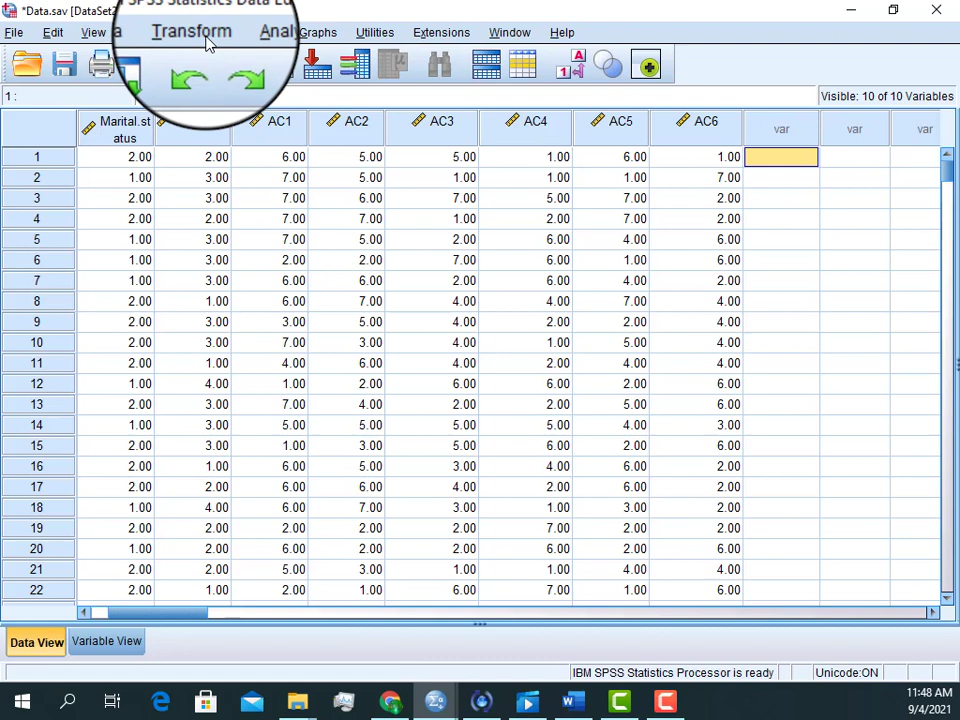 *Data.sav [DataSet2
SPSS Statistics Data Ed
File Edit View Transform Graphs Utilities Extensions Window Help
1 A
1 : Visible: 10 of 10 Variables
Marital.st
atus AC1 AC2 AC3 AC4 AC5 AC6 var var var
1 2.00 2.00 6.00 5.00 5.00 1.00 6.00 1.00
2 1.00 3.00 7.00 5.00 1.00 1.00 1.00 7.00
3 2.00 3.00 7.00 6.00 7.00 5.00 7.00 2.00
4 2.00 2.00 7.00 7.00 1.00 2.00 7.00 2.00
5 1.00 3.00 7.00 5.00 2.00 6.00 4.00 6.00
6 1.00 3.00 2.00 2.00 7.00 6.00 1.00 6.00
7 1.00 3.00 6.00 6.00 2.00 6.00 4.00 2.00
8 2.00 1.00 6.00 7.00 4.00 4.00 7.00 4.00
9 2.00 3.00 3.00 5.00 4.00 2.00 2.00 4.00
10 2.00 3.00 7.00 3.00 4.00 1.00 5.00 4.00
11 2.00 1.00 4.00 6.00 4.00 2.00 4.00 4.00
12 1.00 4.00 1.00 2.00 6.00 6.00 2.00 6.00
13 2.00 3.00 7.00 4.00 2.00 2.00 5.00 6.00
14 1.00 3.00 5.00 5.00 5.00 5.00 4.00 3.00
15 2.00 3.00 1.00 3.00 5.00 6.00 2.00 6.00
16 2.00 1.00 6.00 5.00 3.00 4.00 6.00 2.00
17 2.00 2.00 6.00 6.00 4.00 2.00 6.00 2.00
18 1.00 4.00 6.00 7.00 3.00 1.00 3.00 2.00
19 2.00 2.00 2.00 2.00 2.00 7.00 2.00 2.00
20 1.00 2.00 6.00 2.00 2.00 6.00 2.00 6.00
21 2.00 2.00 5.00 3.00 1.00 1.00 4.00 4.00
22 2.00 1.00 2.00 1.00 6.00 7.00 1.00 6.00
Data View Variable View
IBM SPSS Statistics Processor is ready Unicode:ON
11:48 AM
9/4/2021